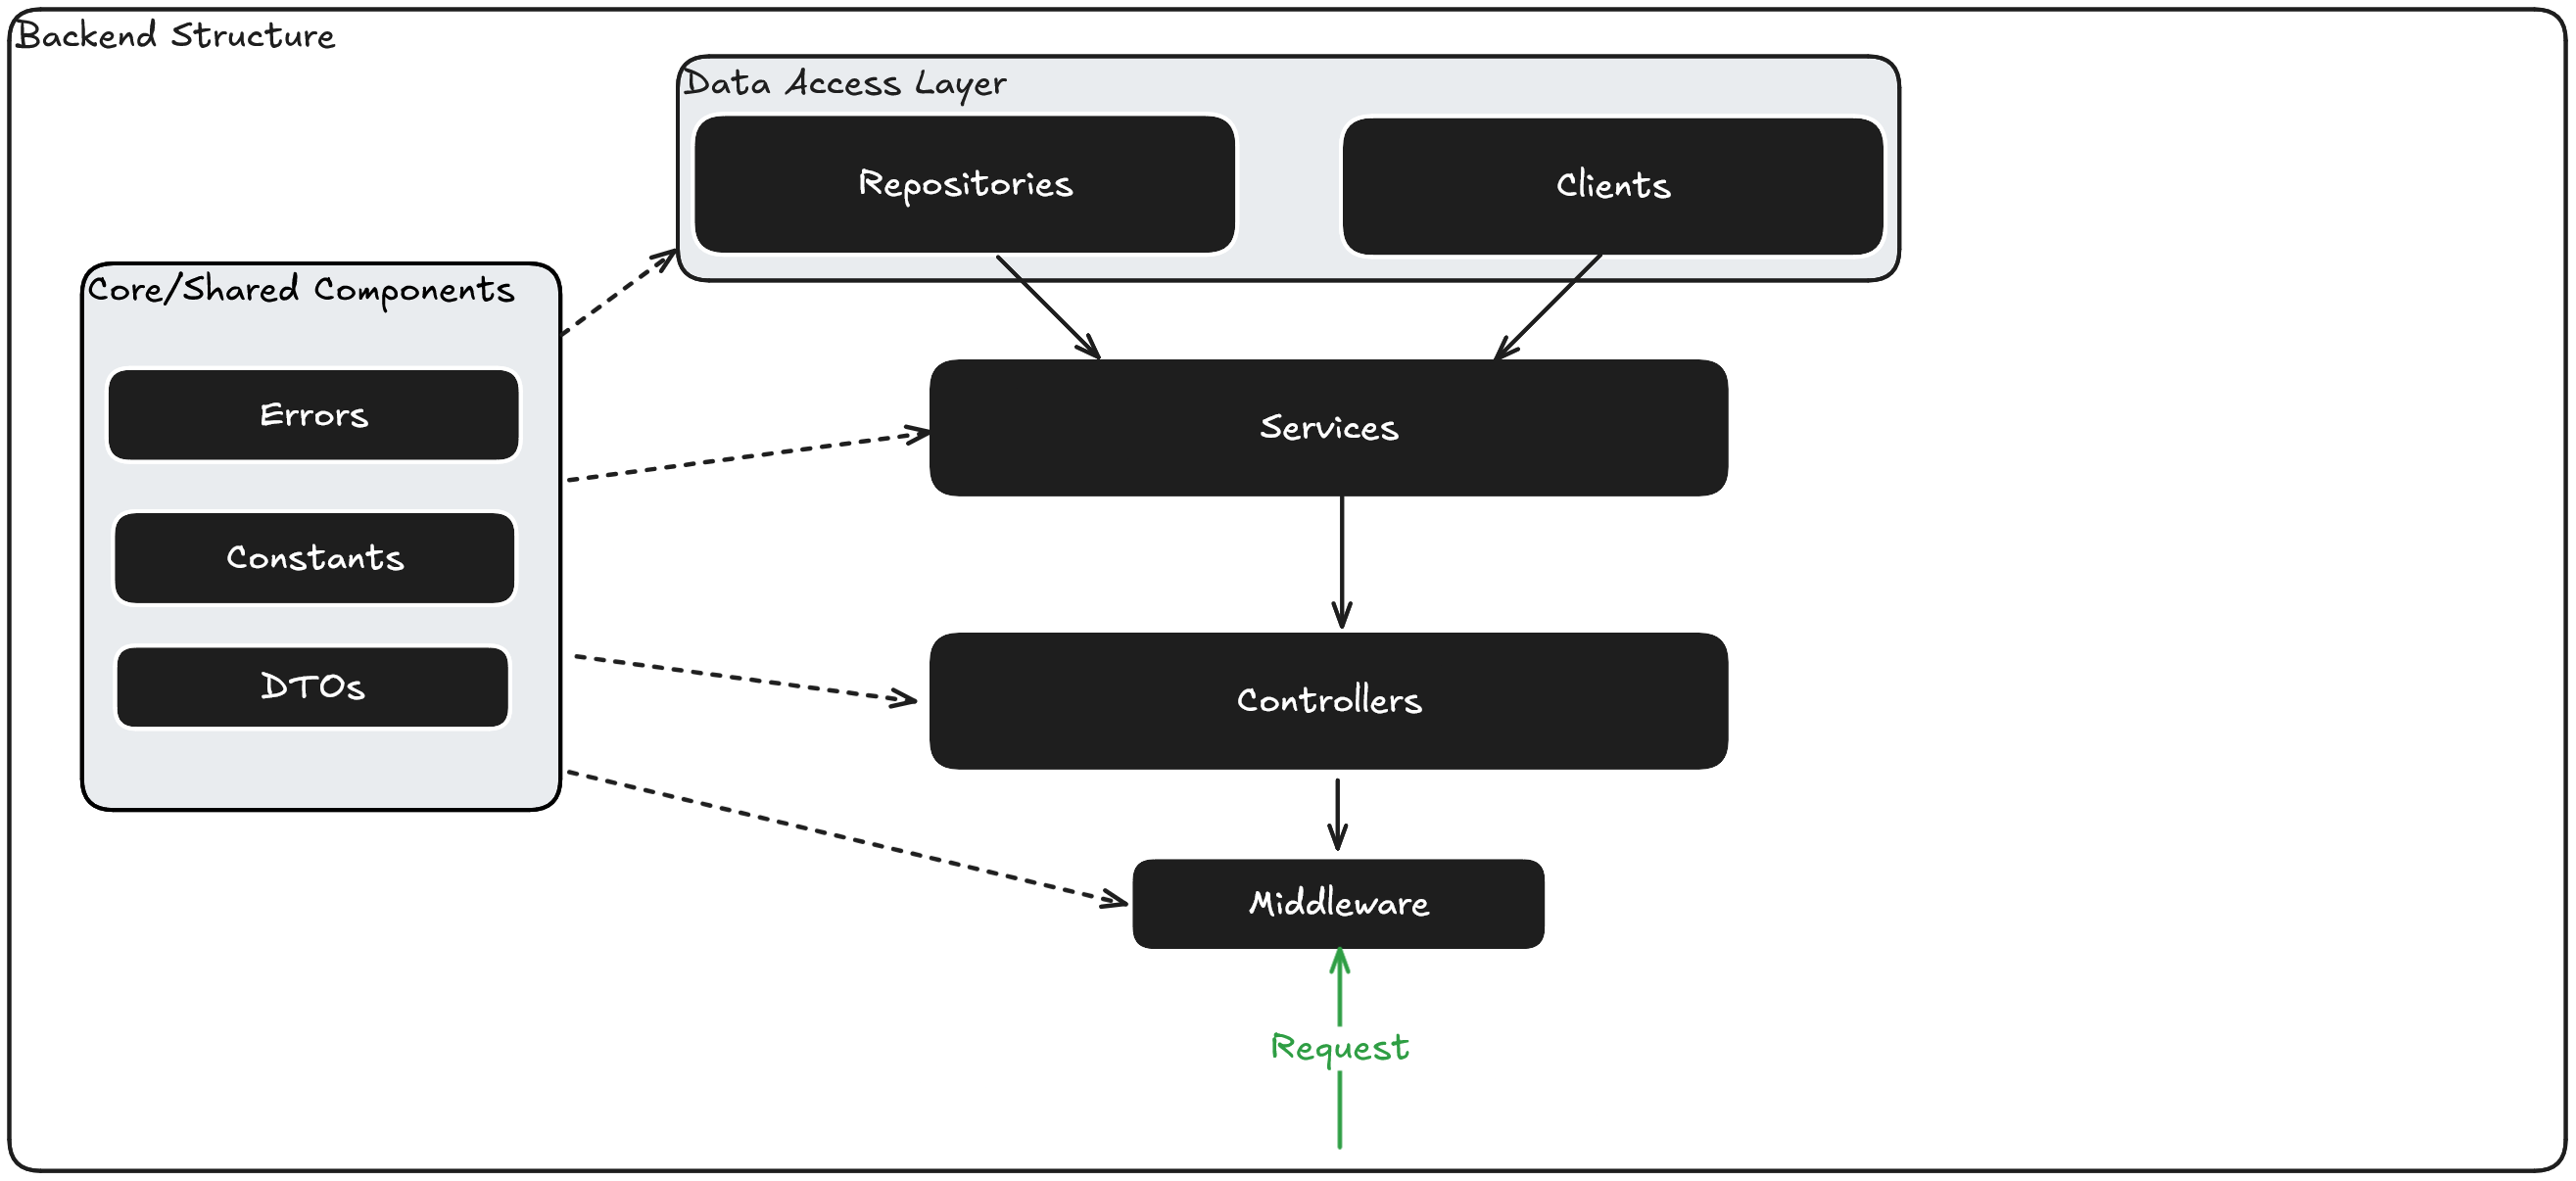 Backend Structure
Data Access Layer
Repositories
Clients
Core/Shared Components
Errors
Constants
DTOs
Services
Controllers
Middleware
Request